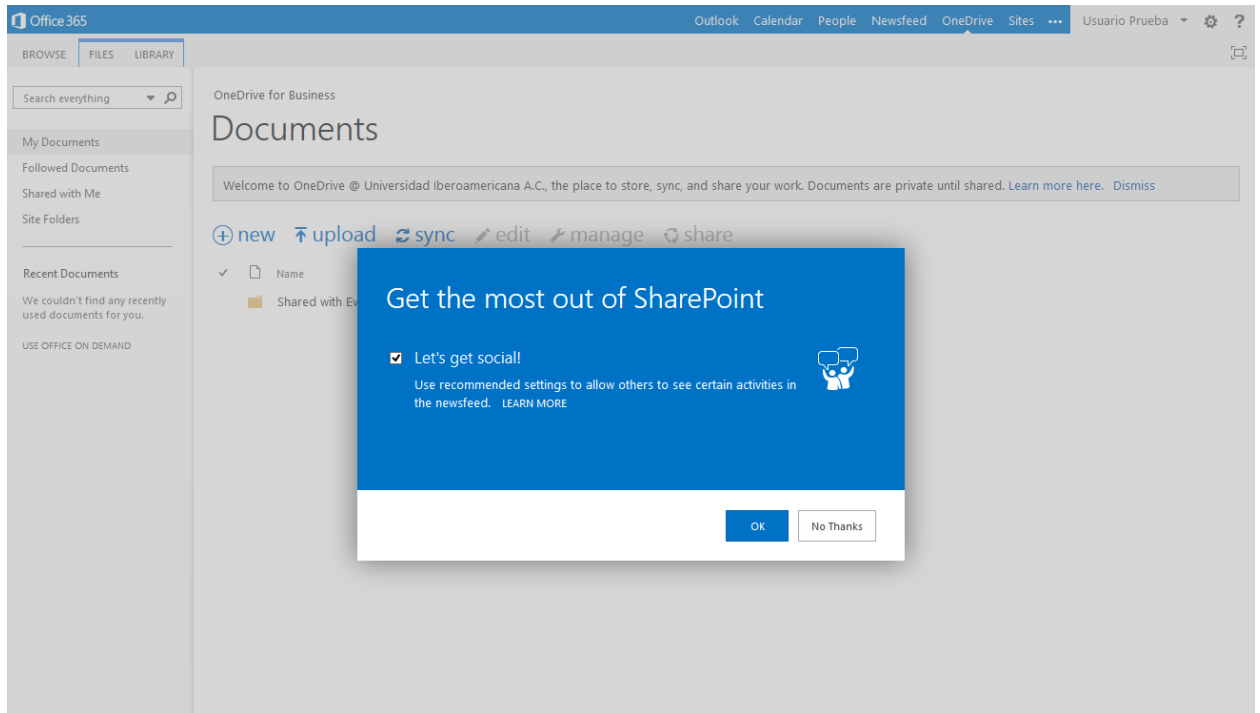 Office 365
Outlook Calendar People Newsfeed OneDrive Sites ••• Usuario Prueba ?
BROWSE FILES LIBRARY
Search everything
My Documents
Followed Documents
Shared with Me
Site Folders
Recent Documents
We couldn't find any recently
used documents for you.
USE OFFICE ON DEMAND
OneDrive for Business
Documents
Welcome to OneDrive @ Universidad Iberoamericana A.C., the place to store, sync, and share your work. Documents are private until shared. Learn more here. Dismiss
new upload sync edit manage share
Name
Shared with Ev
Get the most out of SharePoint
Let's get social!
Use recommended settings to allow others to see certain activities in
the newsfeed. LEARN MORE
OK No Thanks